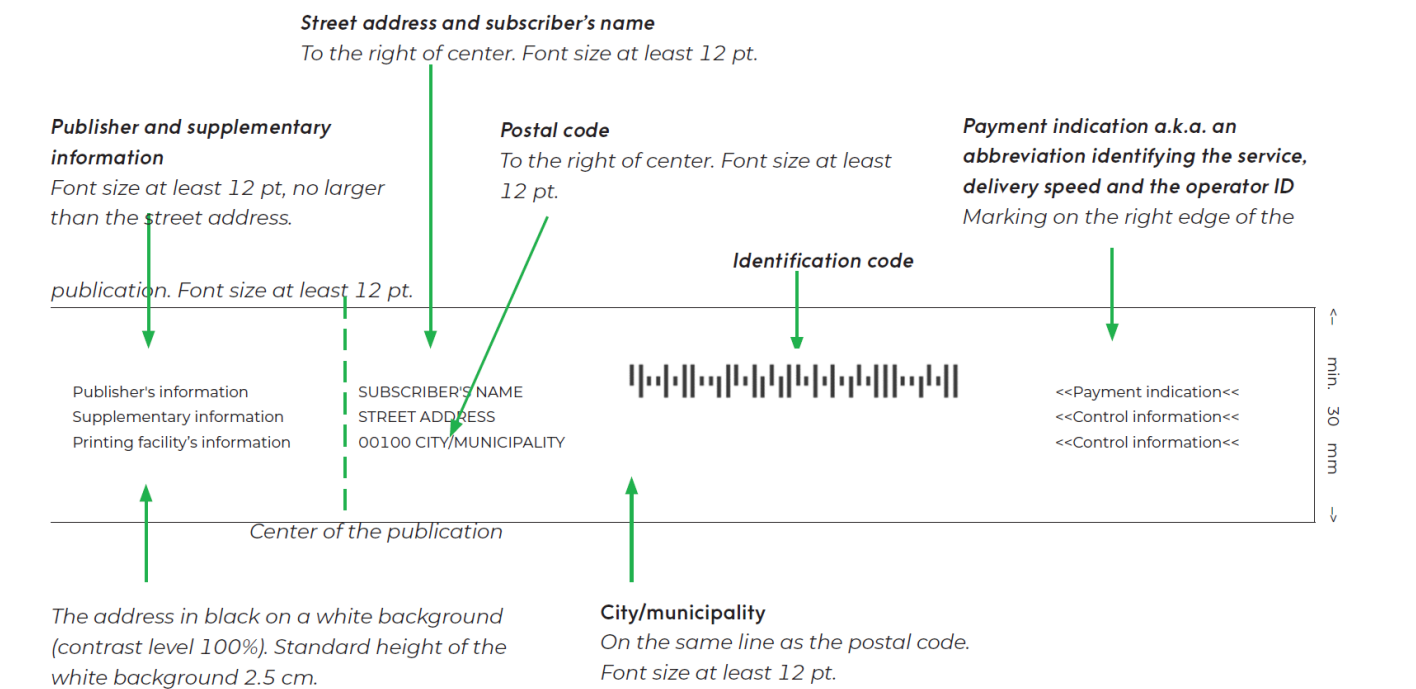 Street address and subscriber's name
To the right of center. Font size at least 12 pt.
Publisher and supplementary
information
Font size at least 12 pt, no larger
than the street address.
Postal code
To the right of center. Font size at least
12 pt.
Payment indication a.k.a. an
abbreviation identifying the service,
delivery speed and the operator ID
Marking on the right edge of the
publication. Font size at least 12 pt.
Identification code
Publisher's information
Supplementary information
Printing facility's information
SUBSCRIBER'S NAME
STREET ADDRESS
00100 CITY/MUNICIPALITY
<<Payment indication<<
<<Control information<<
<<Control information<<
<– min. 30 mm –>
Center of the publication
The address in black on a white background
(contrast level 100%). Standard height of the
white background 2.5 cm.
City/municipality
On the same line as the postal code.
Font size at least 12 pt.